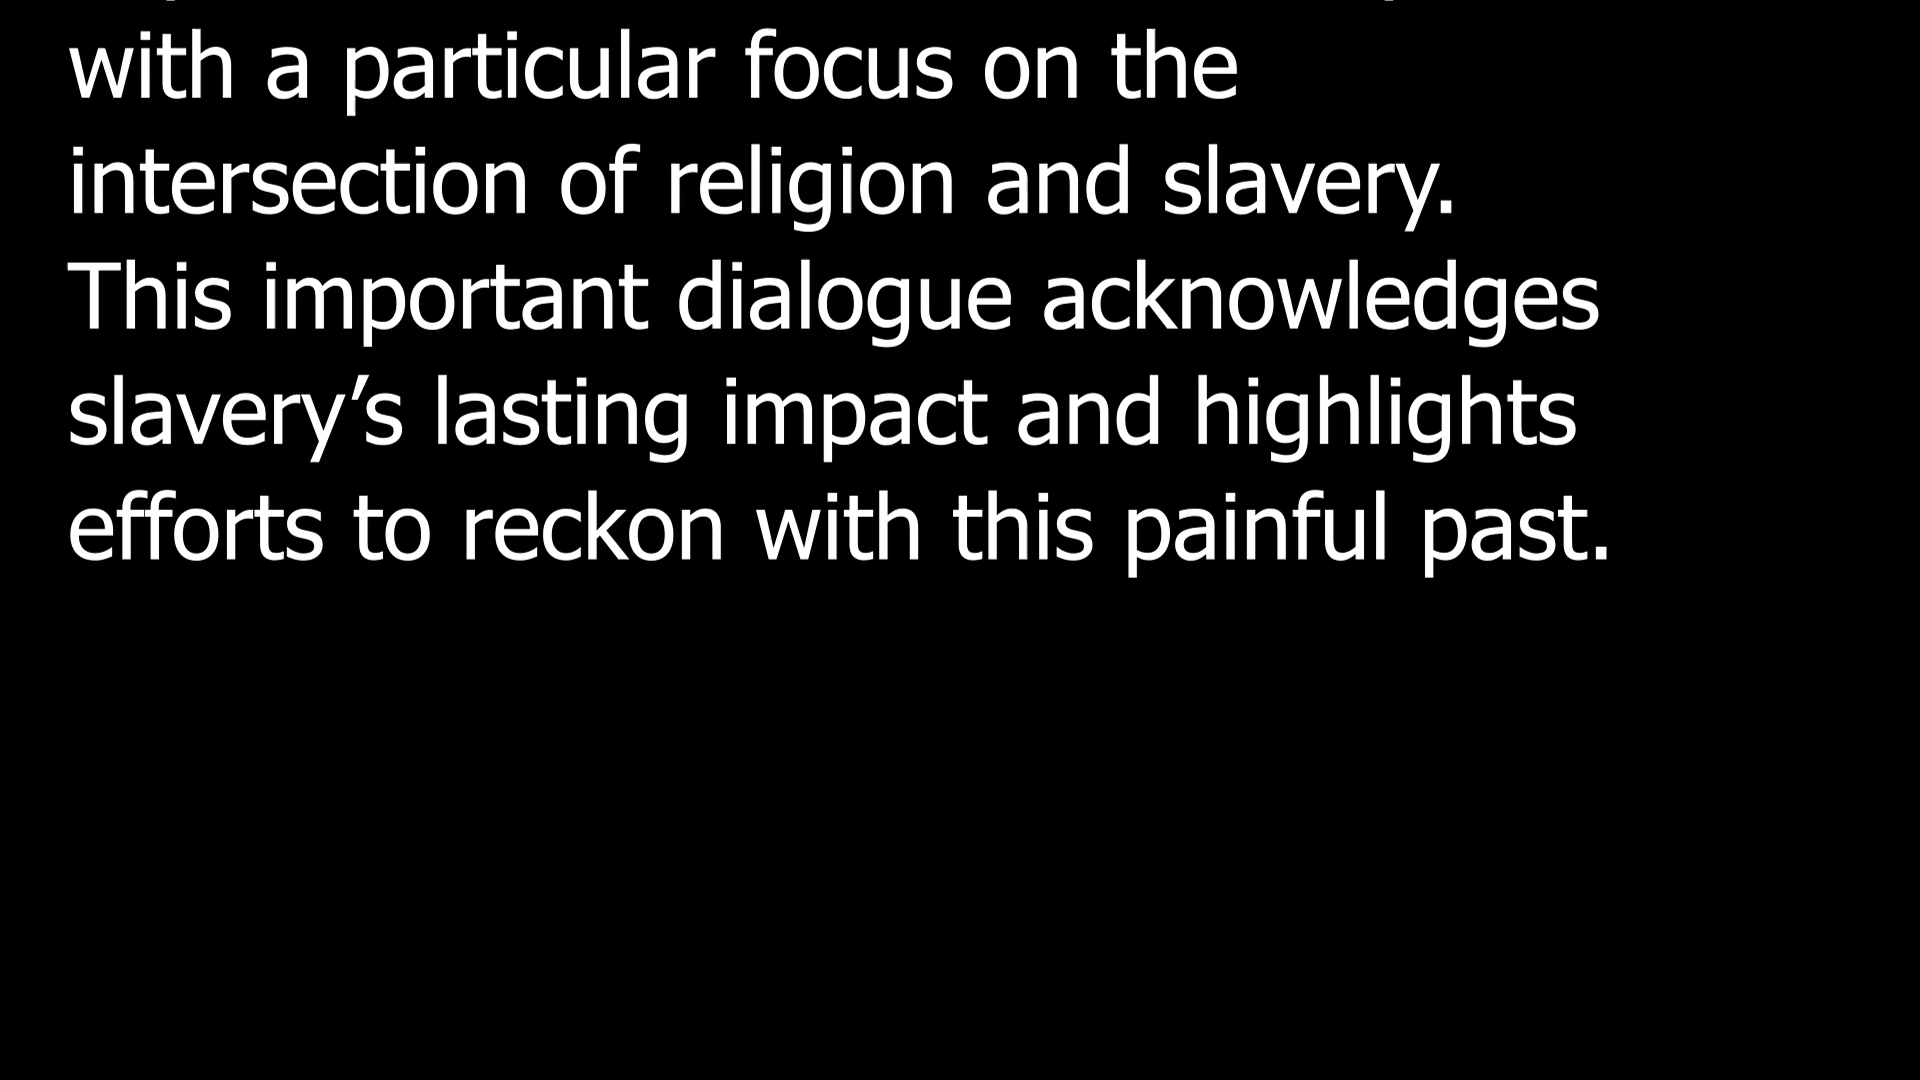 with a particular focus on the
intersection of religion and slavery.
This important dialogue acknowledges
slavery’s lasting impact and highlights
efforts to reckon with this painful past.